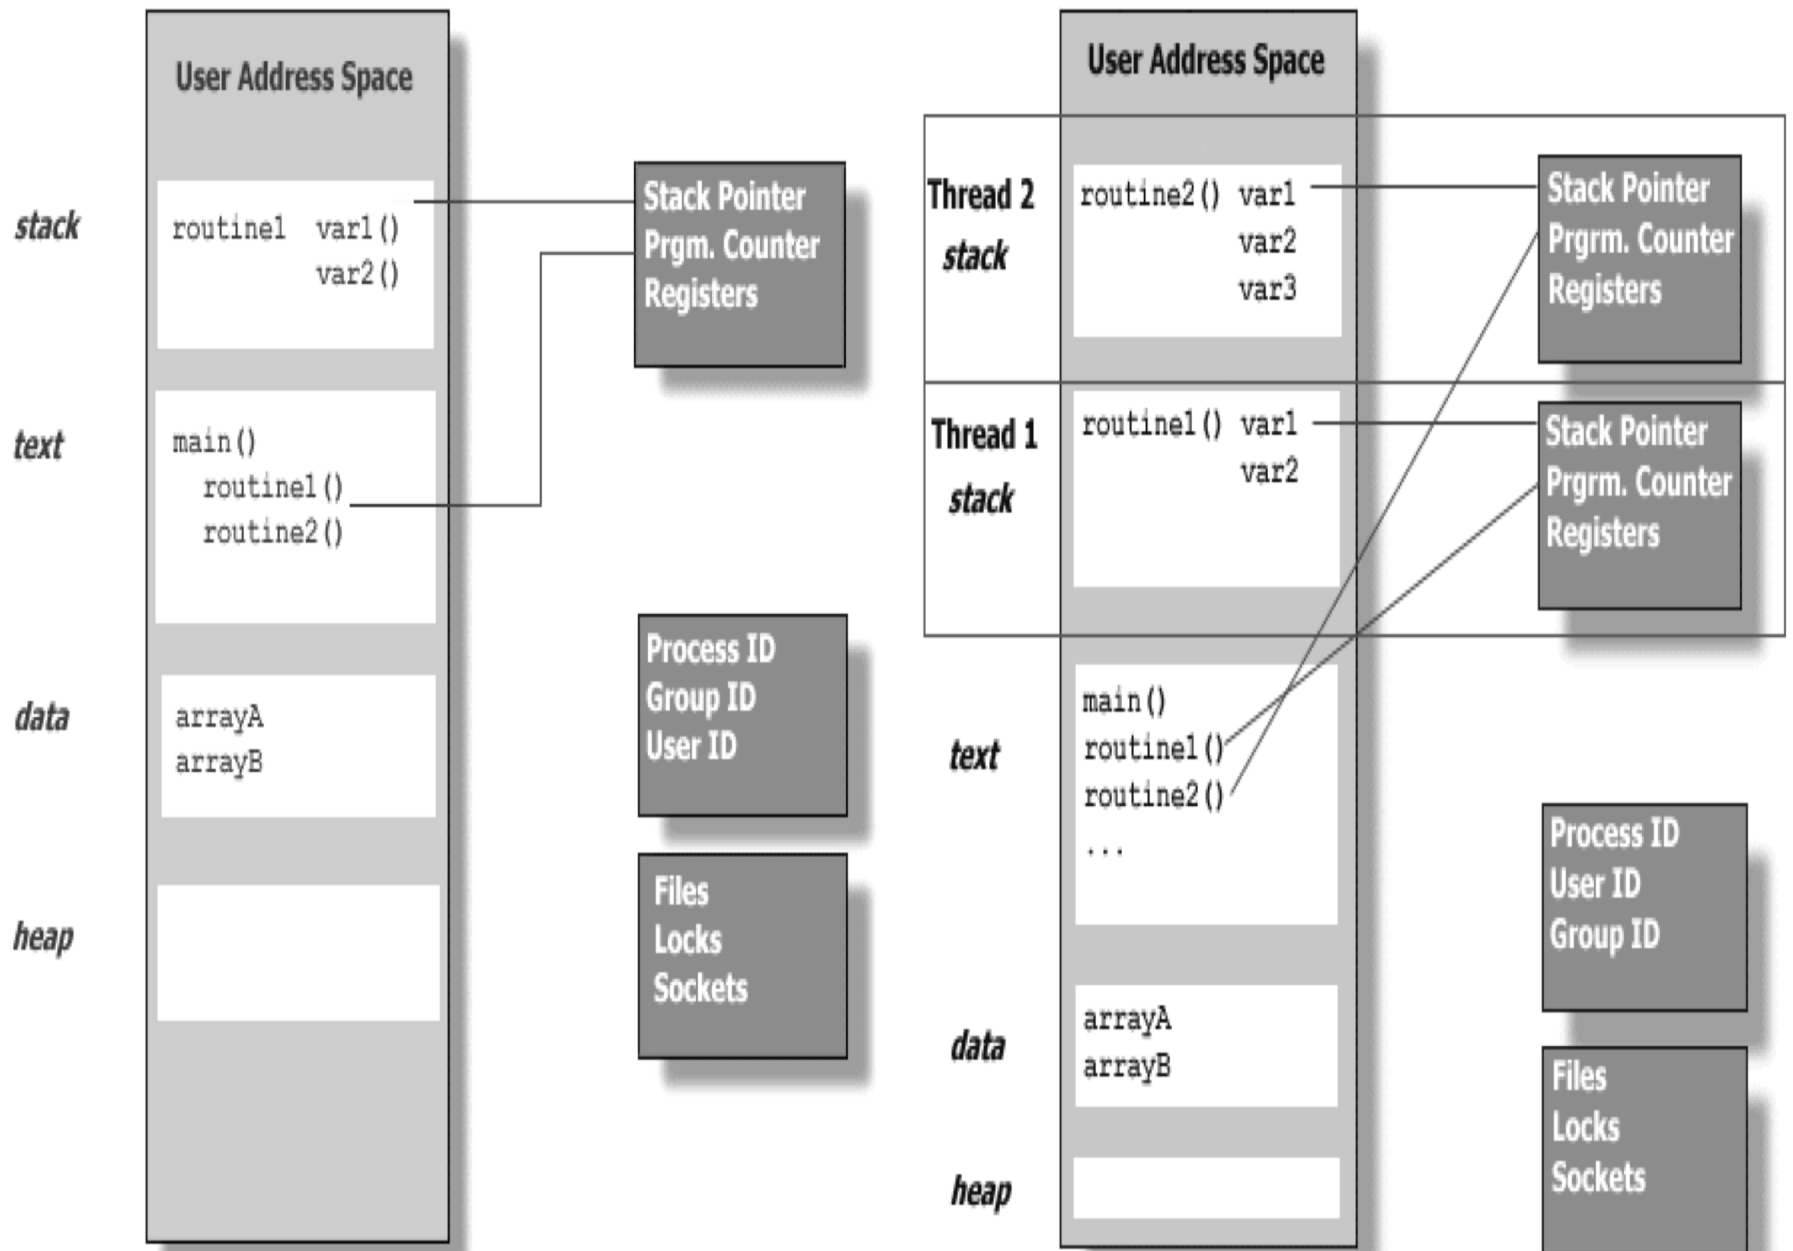 User Address Space
stack
routine1 var1()
var2()
Stack Pointer
Prgm. Counter
Registers
text
main()
routine1()
routine2()
data
arrayA
arrayB
Process ID
Group ID
User ID
heap
Files
Locks
Sockets
User Address Space
Thread 2
stack
routine2() var1
var2
var3
Stack Pointer
Prgrm. Counter
Registers
Thread 1
stack
routine1() var1
var2
Stack Pointer
Prgrm. Counter
Registers
text
main()
routine1()
routine2()
...
Process ID
User ID
Group ID
data
arrayA
arrayB
Files
Locks
Sockets
heap